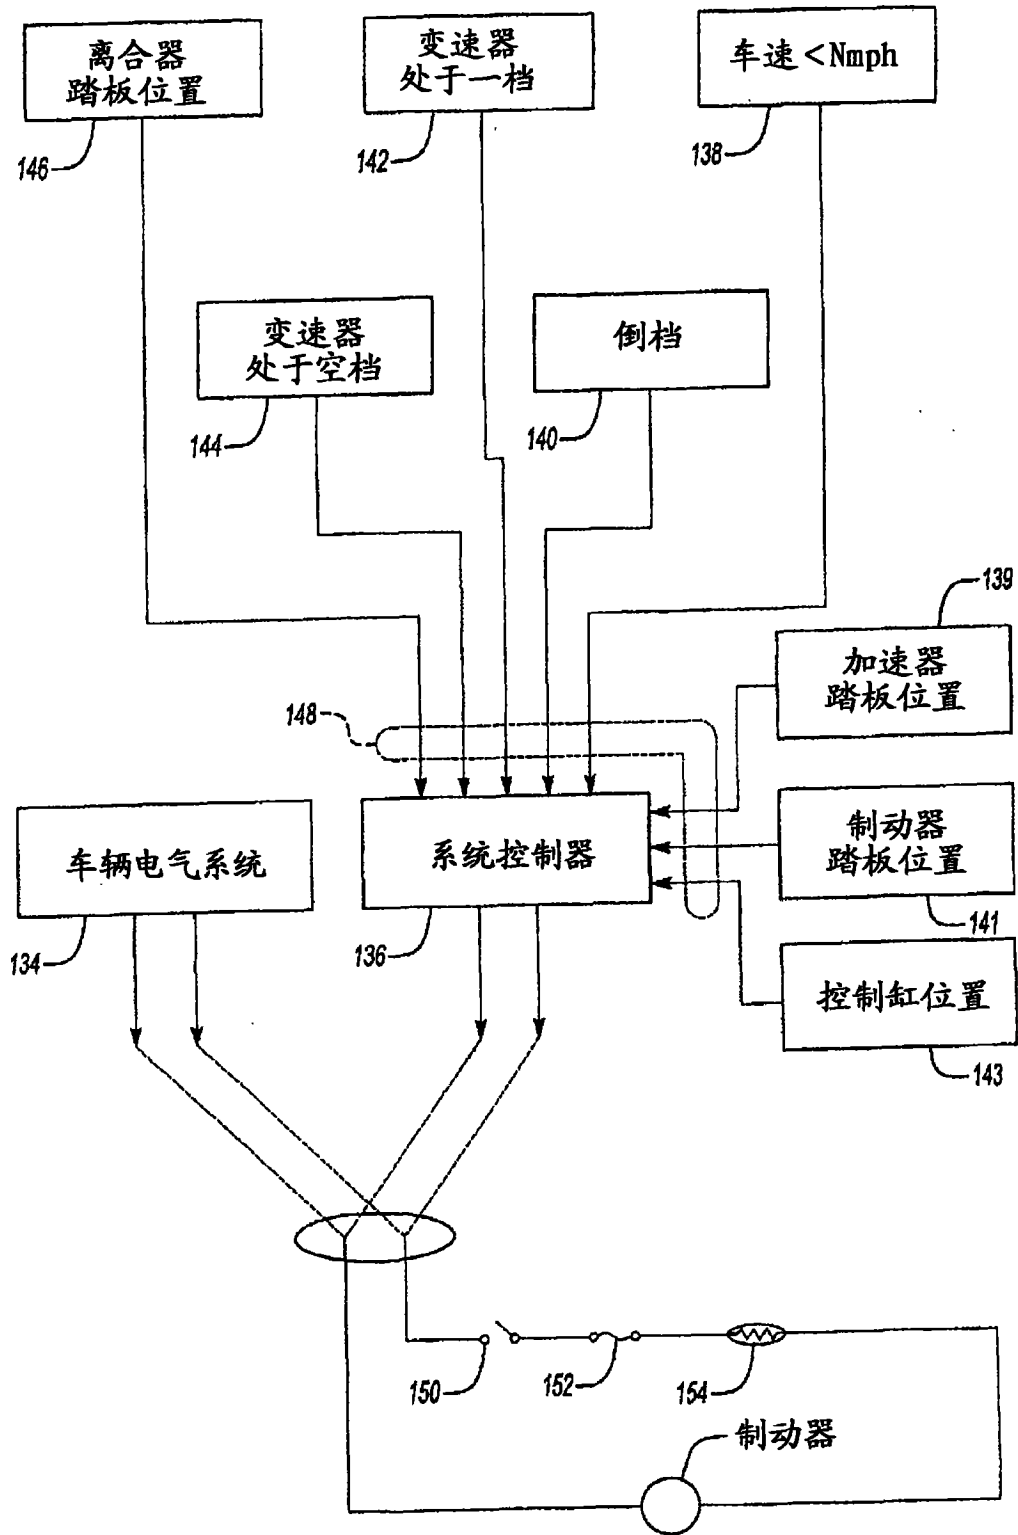 离合器
踏板位置
146
变速器
处于一档
142
车速<Nmph
138
变速器
处于空档
144
倒档
140
139
加速器
踏板位置
148
车辆电气系统
134
系统控制器
136
制动器
踏板位置
141
控制缸位置
143
150
152
154
制动器